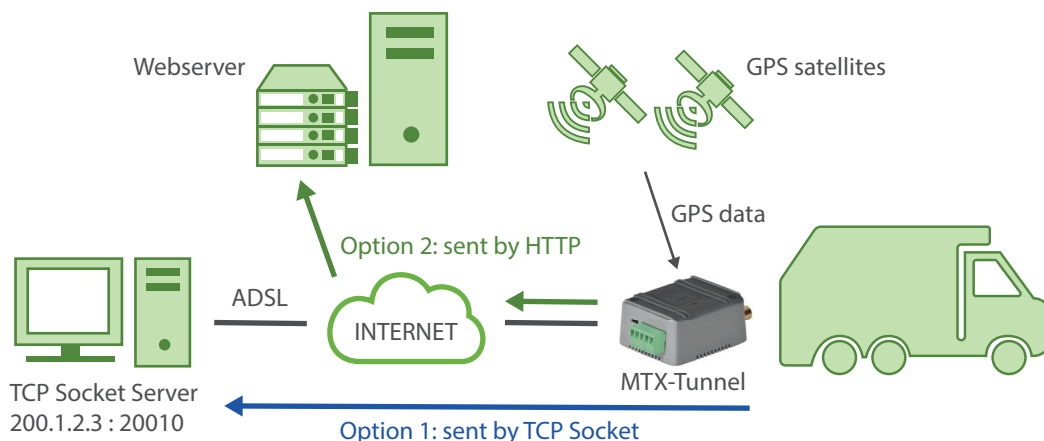 Webserver
GPS satellites
GPS data
Option 2: sent by HTTP
ADSL
INTERNET
MTX-Tunnel
TCP Socket Server
200.1.2.3 : 20010
Option 1: sent by TCP Socket